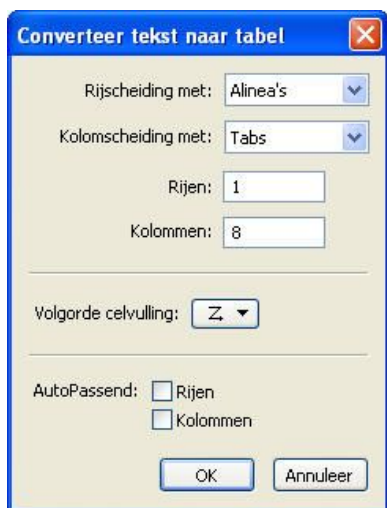 Converteer tekst naar tabel
Rijscheiding met: Alinea's
Kolomscheiding met: Tabs
Rijen: 1
Kolommen: 8
Volgorde celvulling:
AutoPassend: Rijen
Kolommen
OK Annuleer